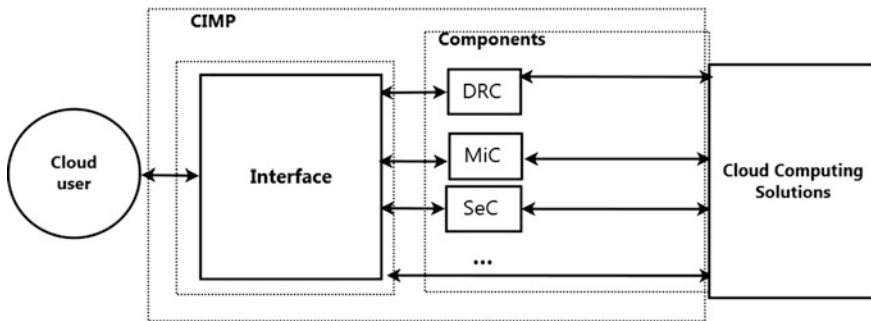 CIMP
Components
DRC
Cloud
user
Interface
MiC
Cloud Computing
Solutions
SeC
...